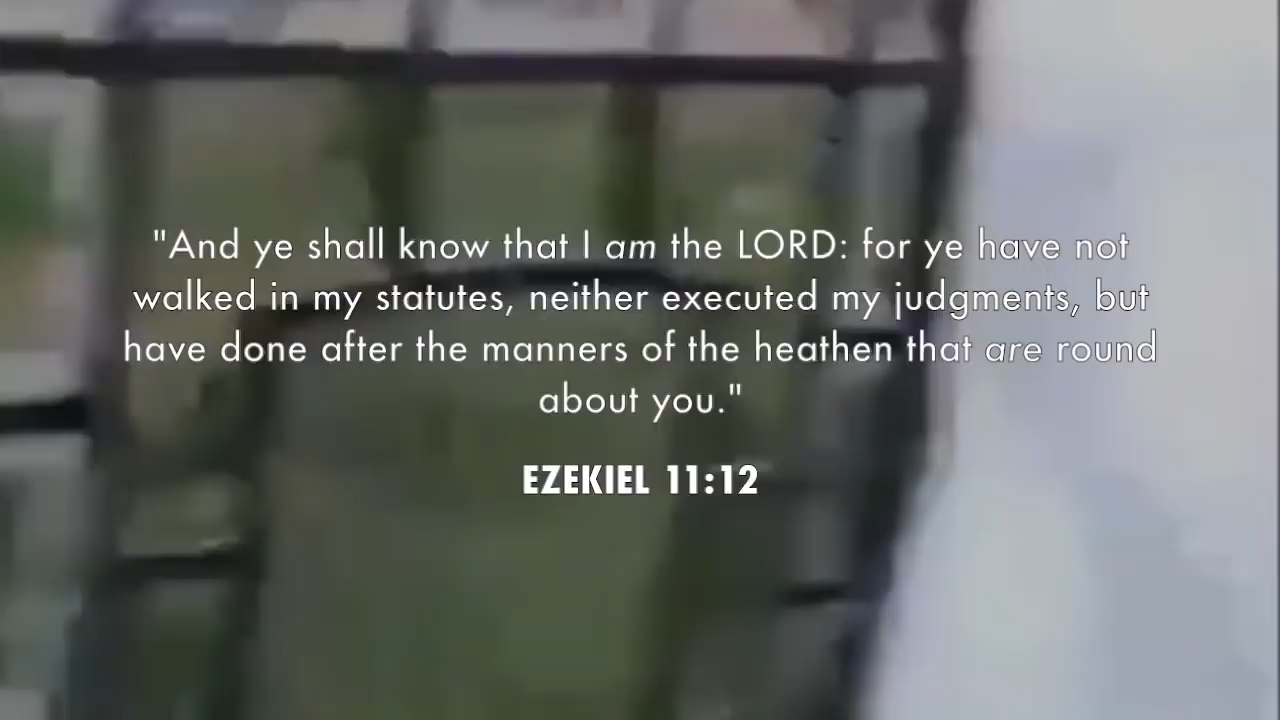 "And ye shall know that I am the LORD: for ye have not
walked in my statutes, neither executed my judgments, but
have done after the manners of the heathen that are round
about you."
EZEKIEL 11:12